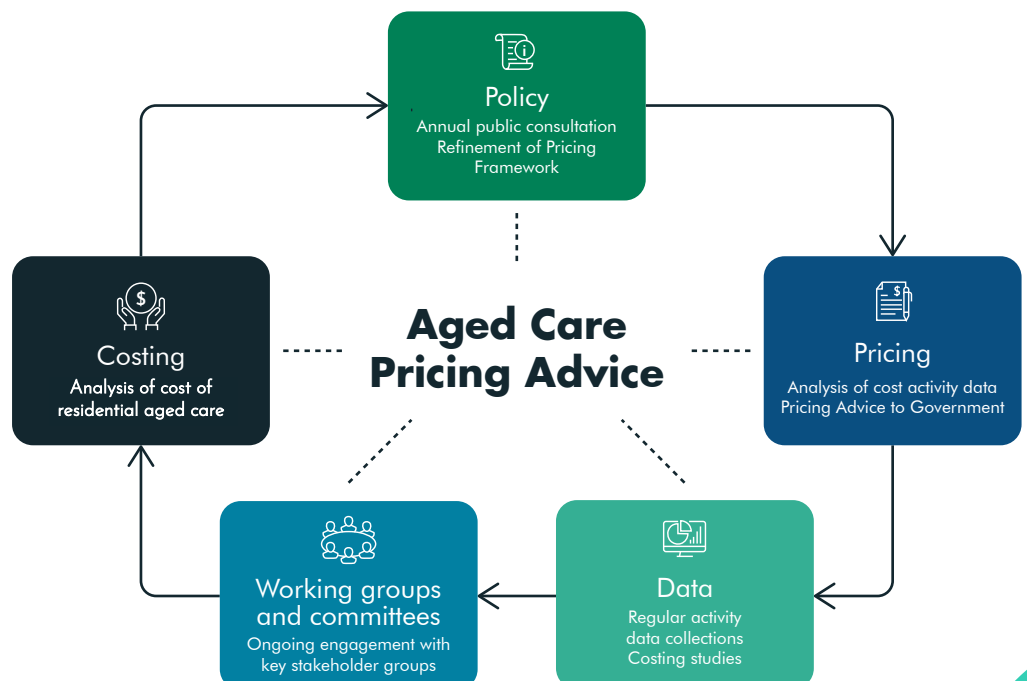 Policy
Annual public consultation
Refinement of Pricing
Framework
Pricing
Analysis of cost activity data
Pricing Advice to Government
Data
Regular activity
data collections
Costing studies
Working groups
and committees
Ongoing engagement with
key stakeholder groups
Costing
Analysis of cost of
residential aged care
Aged Care
Pricing Advice